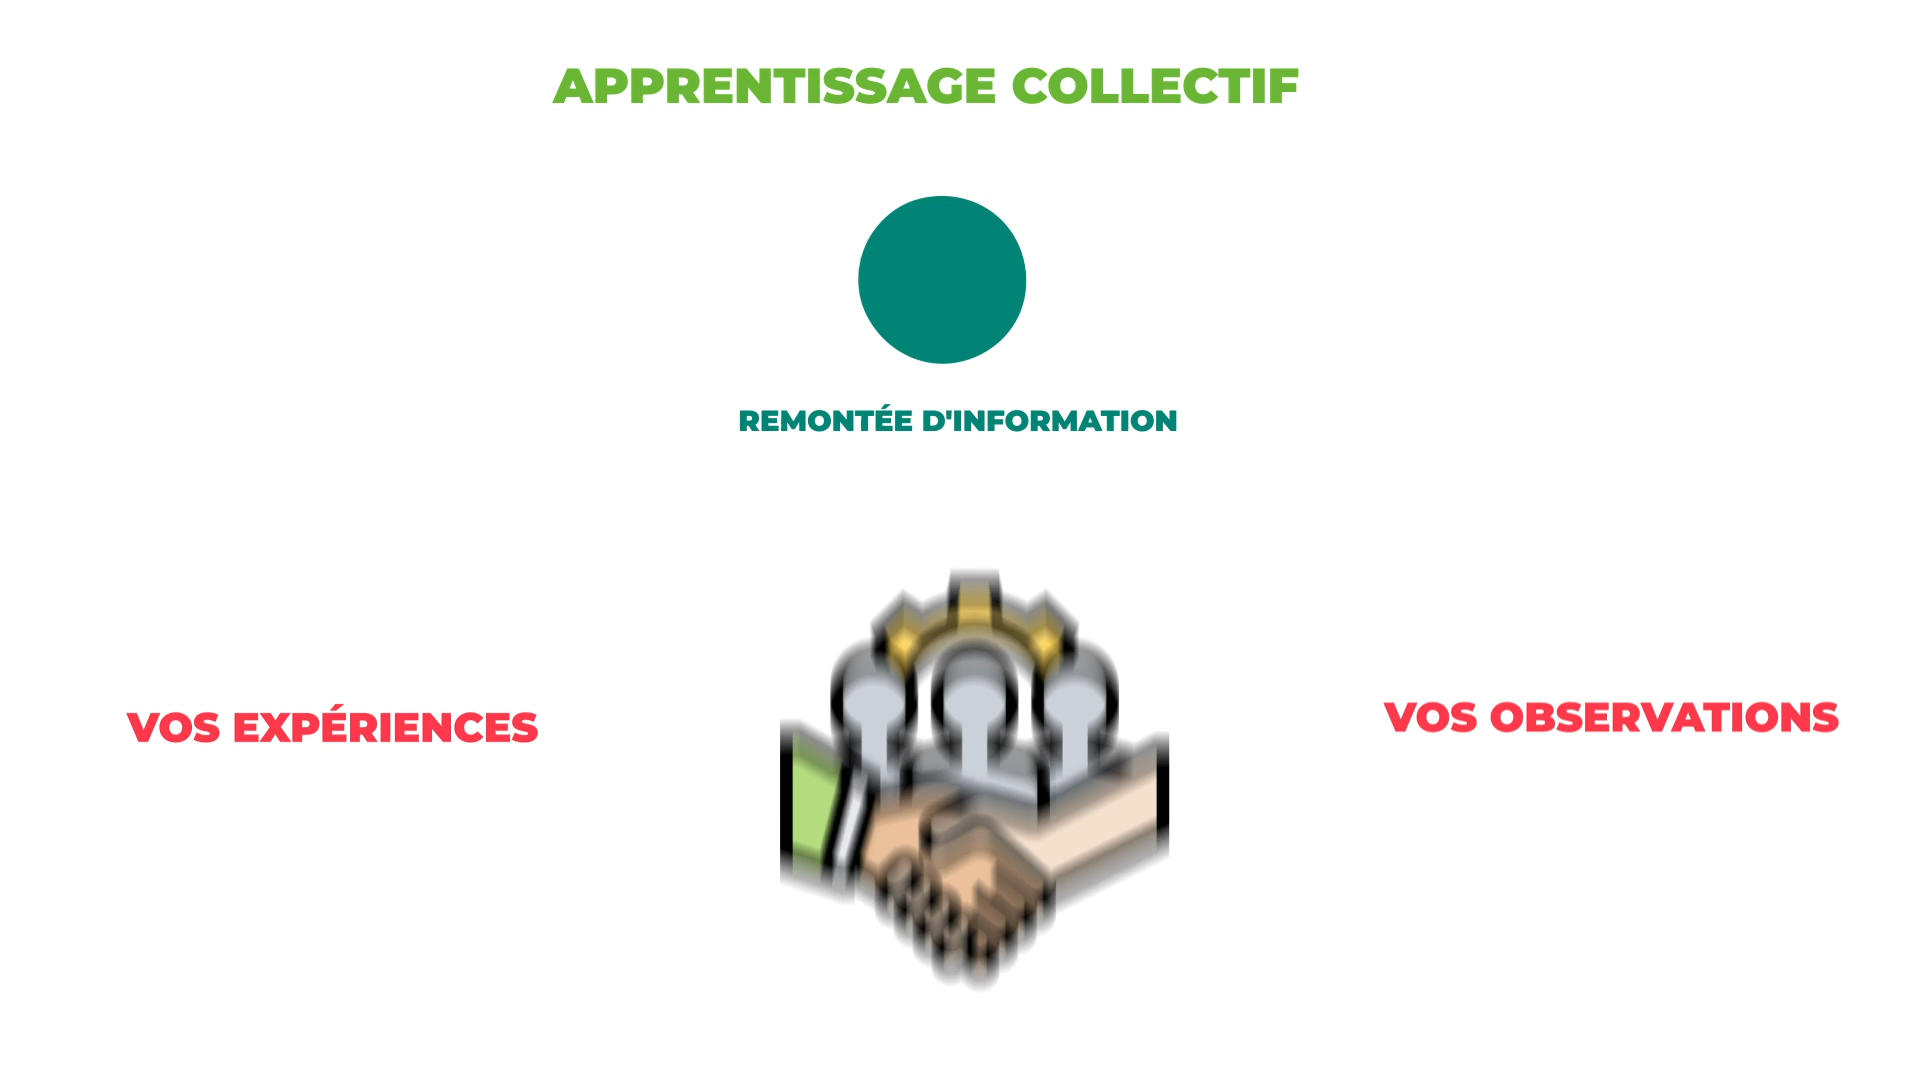 APPRENTISSAGE COLLECTIF
REMONTÉE D'INFORMATION
VOS EXPÉRIENCES
VOS OBSERVATIONS